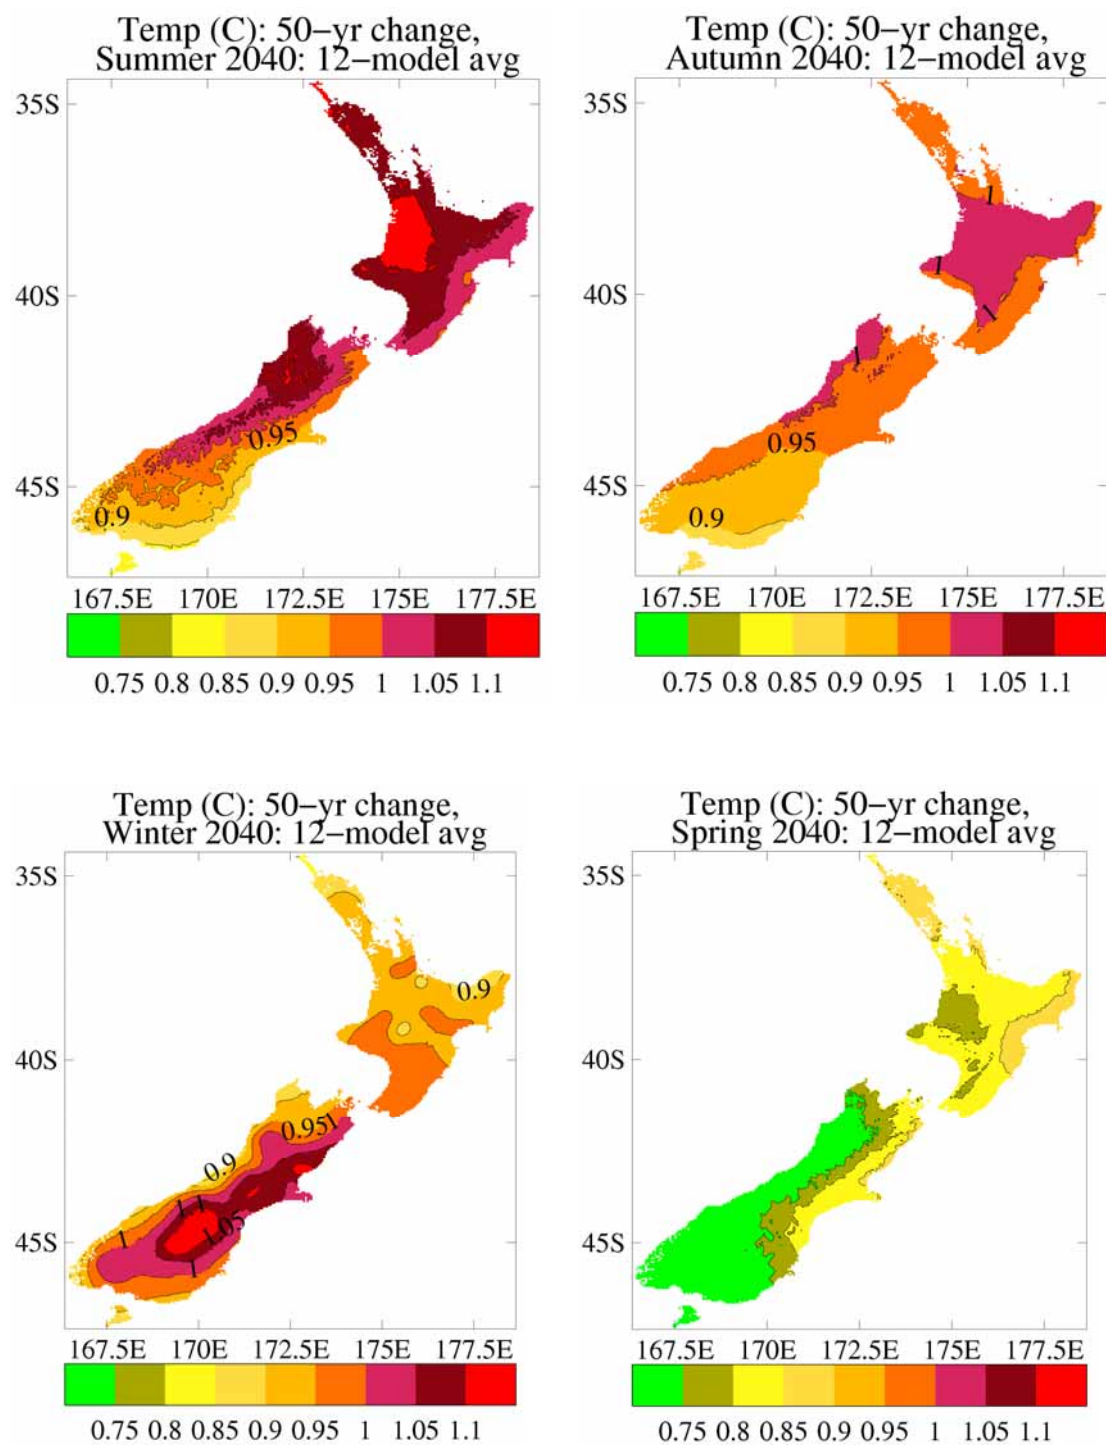 Temp (C): 50−yr change,
Summer 2040: 12−model avg
35S
40S
45S
0.95
0.9
167.5E 170E 172.5E 175E 177.5E
0.75 0.8 0.85 0.9 0.95 1 1.05 1.1
Temp (C): 50−yr change,
Autumn 2040: 12−model avg
35S
40S
45S
1
1
1
1
0.95
0.9
167.5E 170E 172.5E 175E 177.5E
0.75 0.8 0.85 0.9 0.95 1 1.05 1.1
Temp (C): 50−yr change,
Winter 2040: 12−model avg
35S
40S
45S
0.9
0.95
1
0.9
1.1
1
1.05
1
167.5E 170E 172.5E 175E 177.5E
0.75 0.8 0.85 0.9 0.95 1 1.05 1.1
Temp (C): 50−yr change,
Spring 2040: 12−model avg
35S
40S
45S
167.5E 170E 172.5E 175E 177.5E
0.75 0.8 0.85 0.9 0.95 1 1.05 1.1